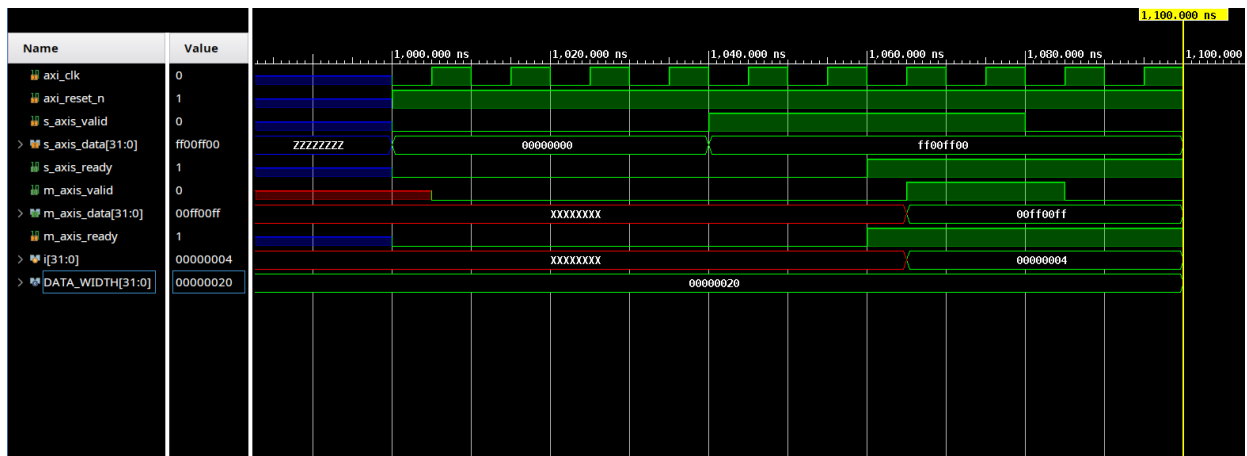 1,100.000 ns
Name Value
1,000.000 ns 1,020.000 ns 1,040.000 ns 1,060.000 ns 1,080.000 ns 1,100.000
axi_clk 0
axi_reset_n 1
s_axis_valid 0
s_axis_data[31:0] ff00ff00 ZZZZZZZZ 00000000 ff00ff00
s_axis_ready 1
m_axis_valid 0
m_axis_data[31:0] 00ff00ff XXXXXXXX 00ff00ff
m_axis_ready 1
i[31:0] 00000004 XXXXXXXX 00000004
DATA_WIDTH[31:0] 00000020 00000020